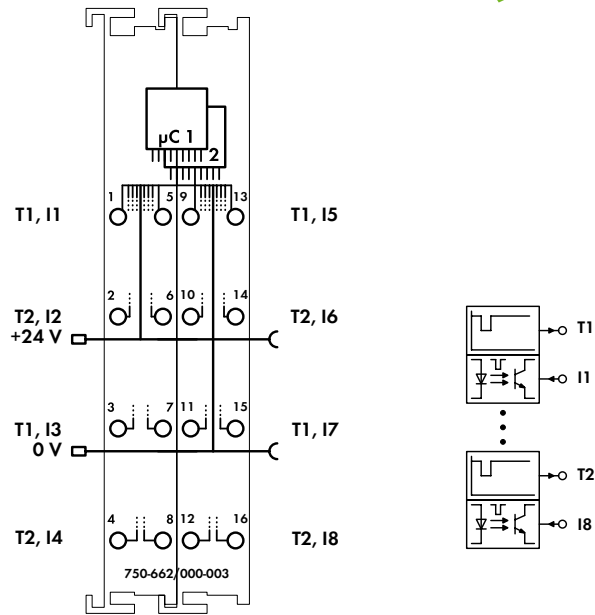 µC 1
2
1 5 9 13
T1, I1 T1, I5
2 6 10 14
T2, I2 T2, I6
+24 V
T1
I1
3 7 11 15
T1, I3 T1, I7
0 V
T2
4 8 12 16
T2, I4 T2, I8
I8
750-662/000-003